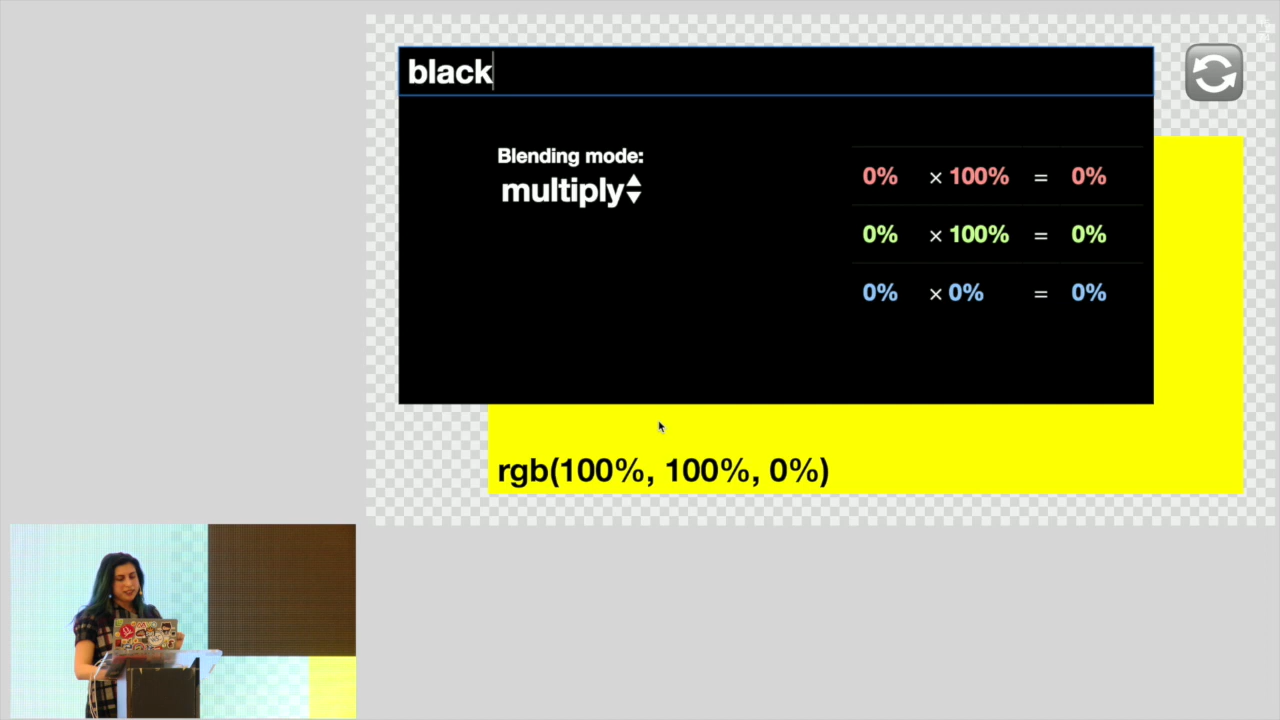 black
Blending mode:
multiply
0% × 100% = 0%
0% × 100% = 0%
0% × 0% = 0%
rgb(100%, 100%, 0%)